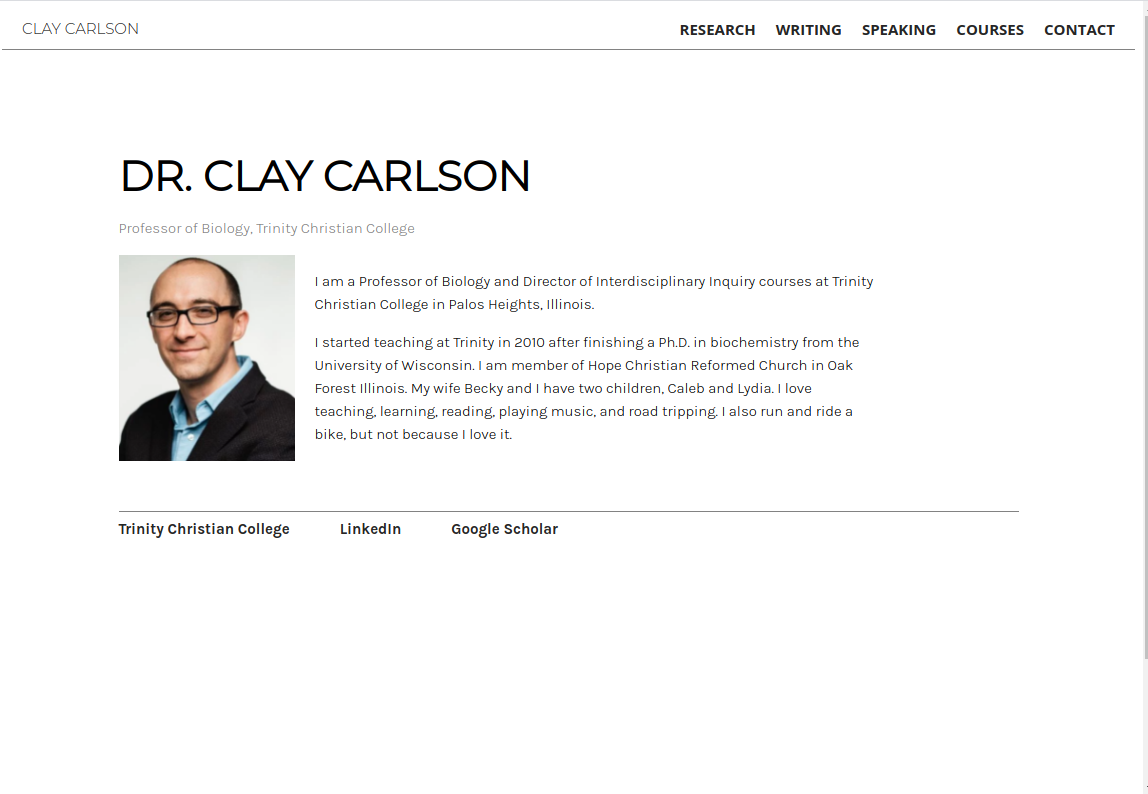 CLAY CARLSON
RESEARCH WRITING SPEAKING COURSES CONTACT
DR. CLAY CARLSON
Professor of Biology, Trinity Christian College
I am a Professor of Biology and Director of Interdisciplinary Inquiry courses at Trinity
Christian College in Palos Heights, Illinois.
I started teaching at Trinity in 2010 after finishing a Ph.D. in biochemistry from the
University of Wisconsin. I am member of Hope Christian Reformed Church in Oak
Forest Illinois. My wife Becky and I have two children, Caleb and Lydia. I love
teaching, learning, reading, playing music, and road tripping. I also run and ride a
bike, but not because I love it.
Trinity Christian College LinkedIn Google Scholar